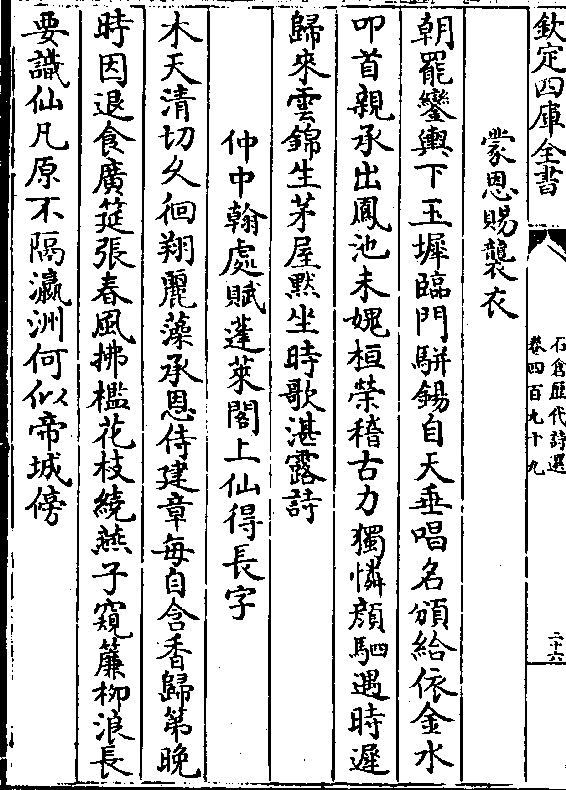 欽定四庫全書
石倉歷代詩選
卷四百九十九
二十六
蒙恩賜襲衣
朝罷鑾輿下玉墀臨門駢錫自天垂唱名頒給依金水
叩首親承出鳳池未媿桓榮稽古力獨憐顔駟遇時遲
歸來雲錦生茅屋黙坐時歌湛露詩
仲中翰處賦蓬萊閣上仙得長字
木天清切夂徊翔麗藻承恩侍建章每自含香歸第晚
時因退食廣筵張春風拂檻花枝繞燕子窺簾柳浪長
要識仙凡原不隔瀛洲何似帝城傍